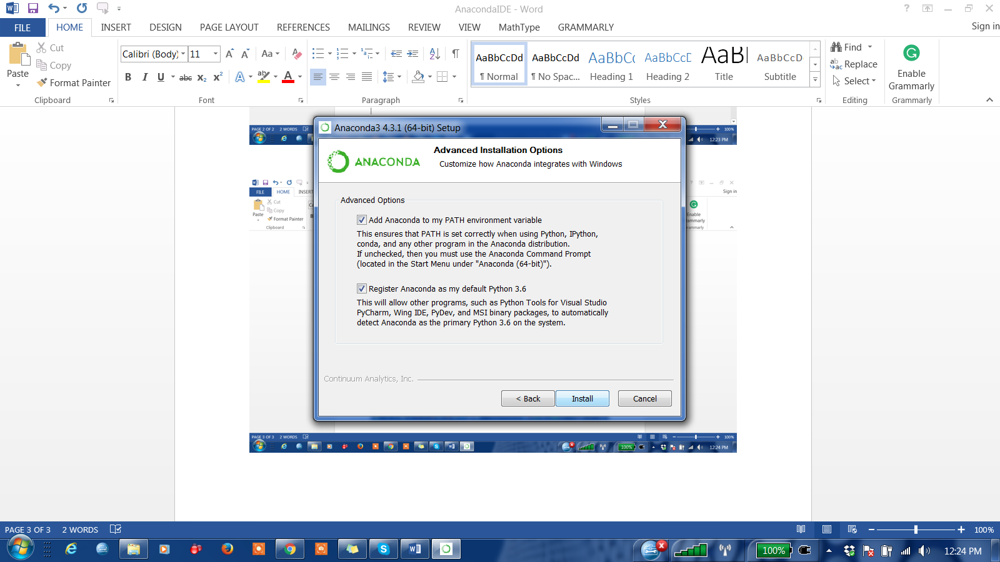 AnacondaIDE - Word
FILE HOME INSERT DESIGN PAGE LAYOUT REFERENCES MAILINGS REVIEW VIEW MathType GRAMMARLY Sign in
Paste
Cut
Copy
Format Painter
Clipboard
Calibri (Body) 11
Font
Paragraph
AaBbCcDd AaBbCcDd AaBbCc AaBbCcD AaBl AaBbCcD
¶ Normal ¶ No Spac... Heading 1 Heading 2 Title Subtitle
Styles
Find
Replace
Select
Editing
Enable
Grammarly
Grammarly
PAGE 2 OF 2 2 WORDS 100%
12:23 PM
FILE HOME INSERT Sign in
Paste
Cut
Copy
Format Painter
Clipboard
Anaconda3 4.3.1 (64-bit) Setup
ANACONDA
Advanced Installation Options
Customize how Anaconda integrates with Windows
Advanced Options
Add Anaconda to my PATH environment variable
This ensures that PATH is set correctly when using Python, IPython,
conda, and any other program in the Anaconda distribution.
If unchecked, then you must use the Anaconda Command Prompt
(located in the Start Menu under "Anaconda (64-bit)").
Register Anaconda as my default Python 3.6
This will allow other programs, such as Python Tools for Visual Studio
PyCharm, Wing IDE, PyDev, and MSI binary packages, to automatically
detect Anaconda as the primary Python 3.6 on the system.
Continuum Analytics, Inc.
< Back Install Cancel
PAGE 3 OF 3 2 WORDS 100%
100% 12:24 PM
PAGE 3 OF 3 2 WORDS 100%
100% 12:24 PM